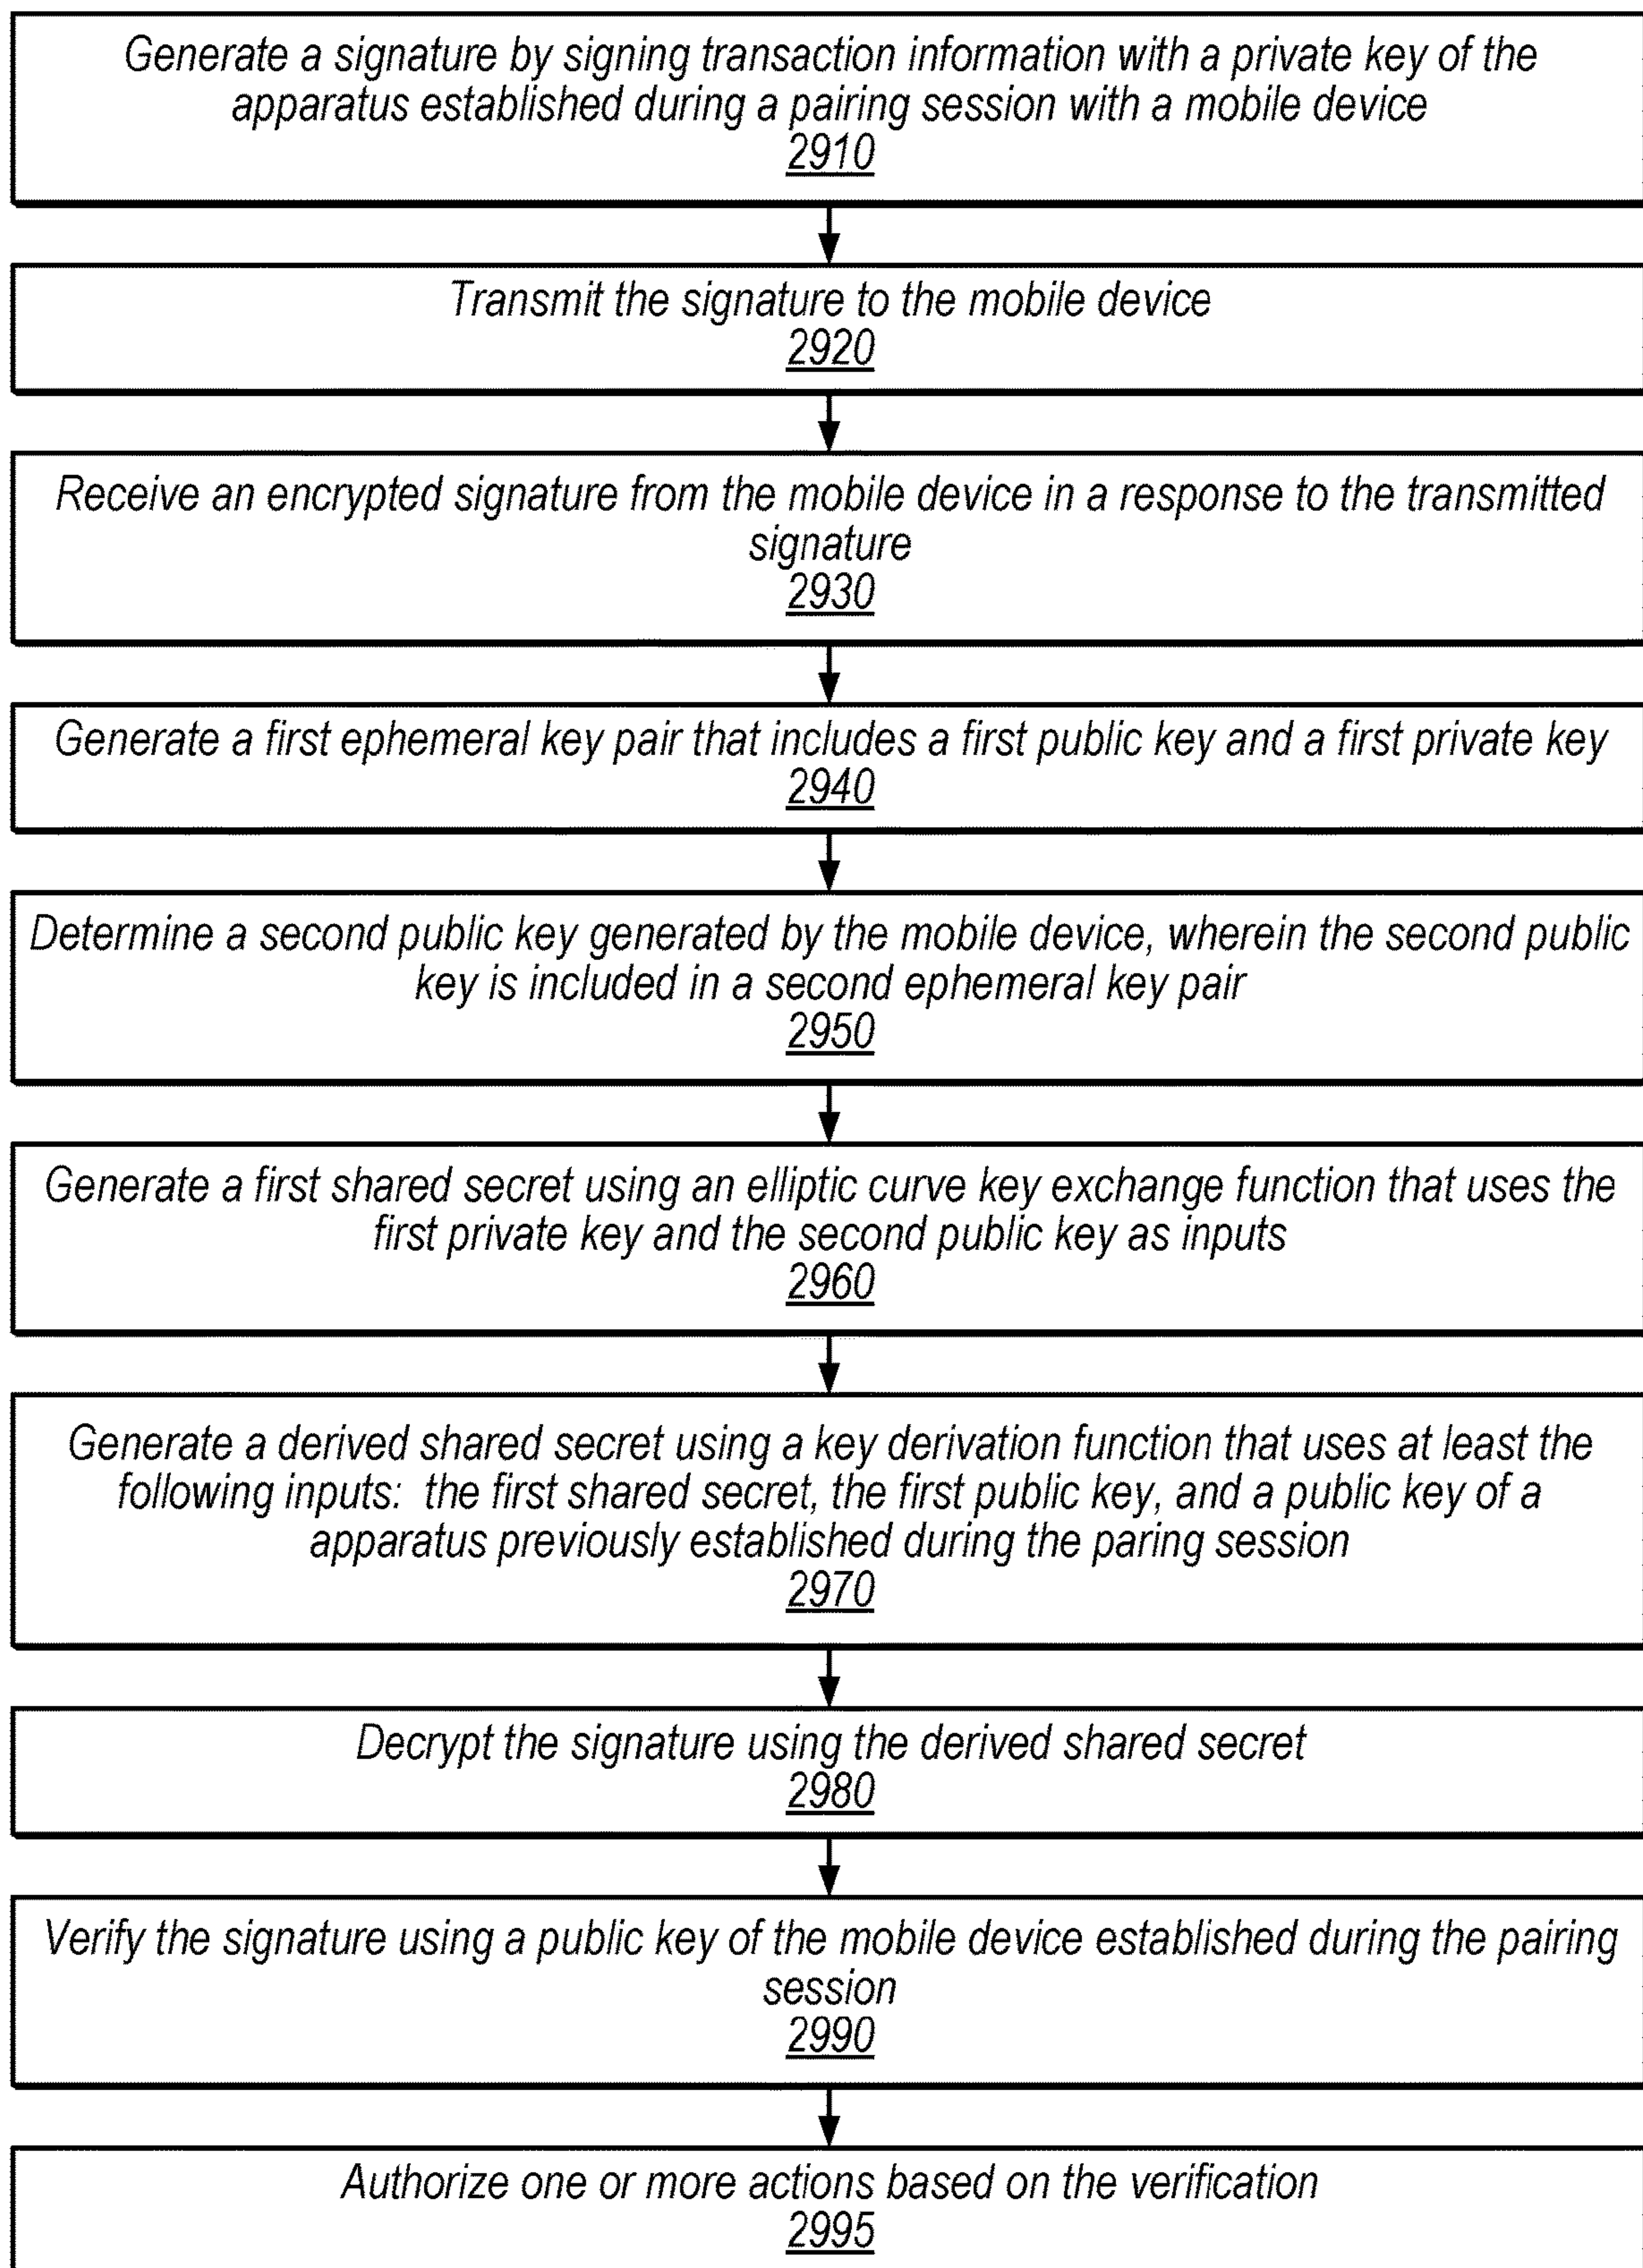 Generate a signature by signing transaction information with a private key of the
apparatus established during a pairing session with a mobile device
2910
Transmit the signature to the mobile device
2920
Receive an encrypted signature from the mobile device in a response to the transmitted
signature
2930
Generate a first ephemeral key pair that includes a first public key and a first private key
2940
Determine a second public key generated by the mobile device, wherein the second public
key is included in a second ephemeral key pair
2950
Generate a first shared secret using an elliptic curve key exchange function that uses the
first private key and the second public key as inputs
2960
Generate a derived shared secret using a key derivation function that uses at least the
following inputs: the first shared secret, the first public key, and a public key of a
apparatus previously established during the paring session
2970
Decrypt the signature using the derived shared secret
2980
Verify the signature using a public key of the mobile device established during the pairing
session
2990
Authorize one or more actions based on the verification
2995